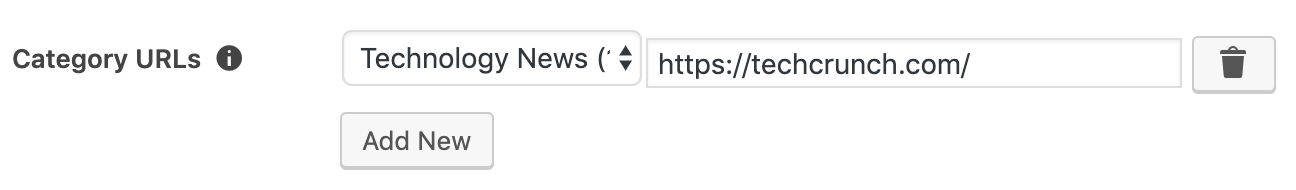 Category URLs Technology News ( https://techcrunch.com/
Add New